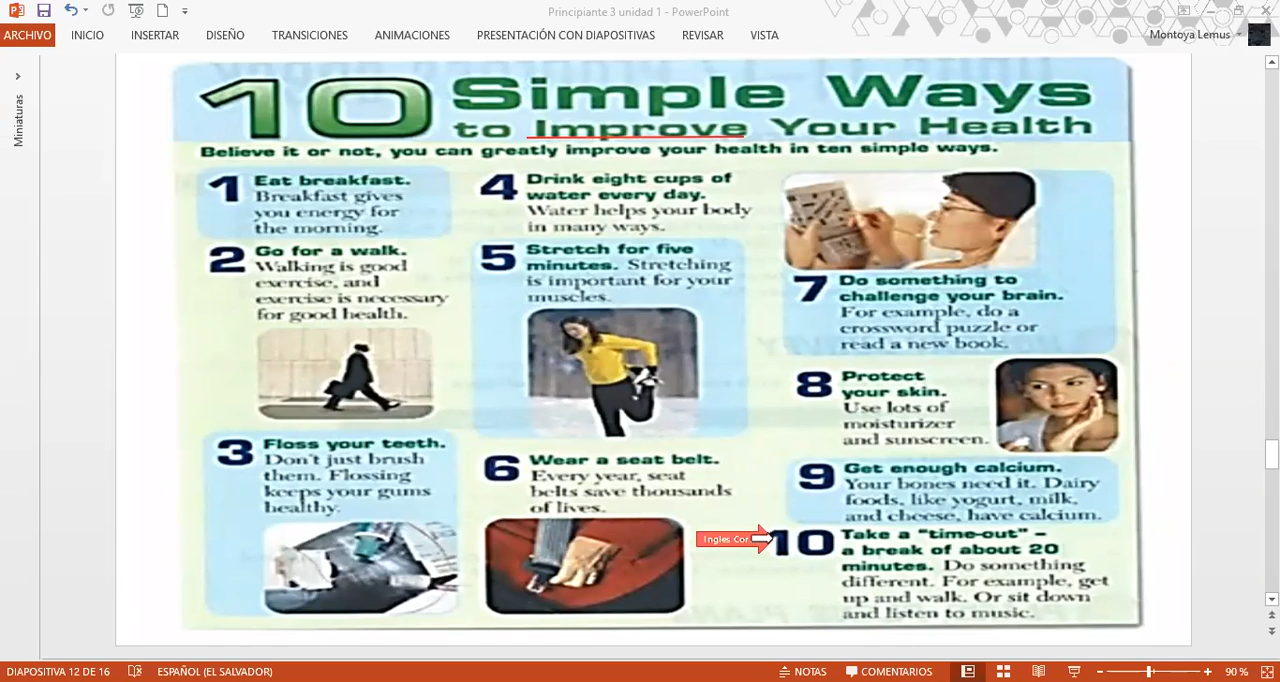 Principiante 3 unidad 1 - PowerPoint
ARCHIVO INICIO INSERTAR DISEÑO TRANSICIONES ANIMACIONES PRESENTACIÓN CON DIAPOSITIVAS REVISAR VISTA
Montoya Lemus
Miniaturas
10 Simple Ways
to Improve Your Health
Believe it or not, you can greatly improve your health in ten simple ways.
1 Eat breakfast.
Breakfast gives
you energy for
the morning.
2 Go for a walk.
Walking is good
exercise, and
exercise is necessary
for good health.
3 Floss your teeth.
Don't just brush
them. Flossing
keeps your gums
healthy.
4 Drink eight cups of
water every day.
Water helps your body
in many ways.
5 Stretch for five
minutes. Stretching
is important for your
muscles.
6 Wear a seat belt.
Every year, seat
belts save thousands
of lives.
7 Do something to
challenge your brain.
For example, do a
crossword puzzle or
read a new book.
8 Protect
your skin.
Use lots of
moisturizer
and sunscreen.
9 Get enough calcium.
Your bones need it. Dairy
foods, like yogurt, milk,
and cheese, have calcium.
Ingles Cor
10 Take a "time-out" –
a break of about 20
minutes. Do something
different. For example, get
up and walk. Or sit down
and listen to music.
DIAPOSITIVA 12 DE 16 ESPAÑOL (EL SALVADOR) NOTAS COMENTARIOS 90 %